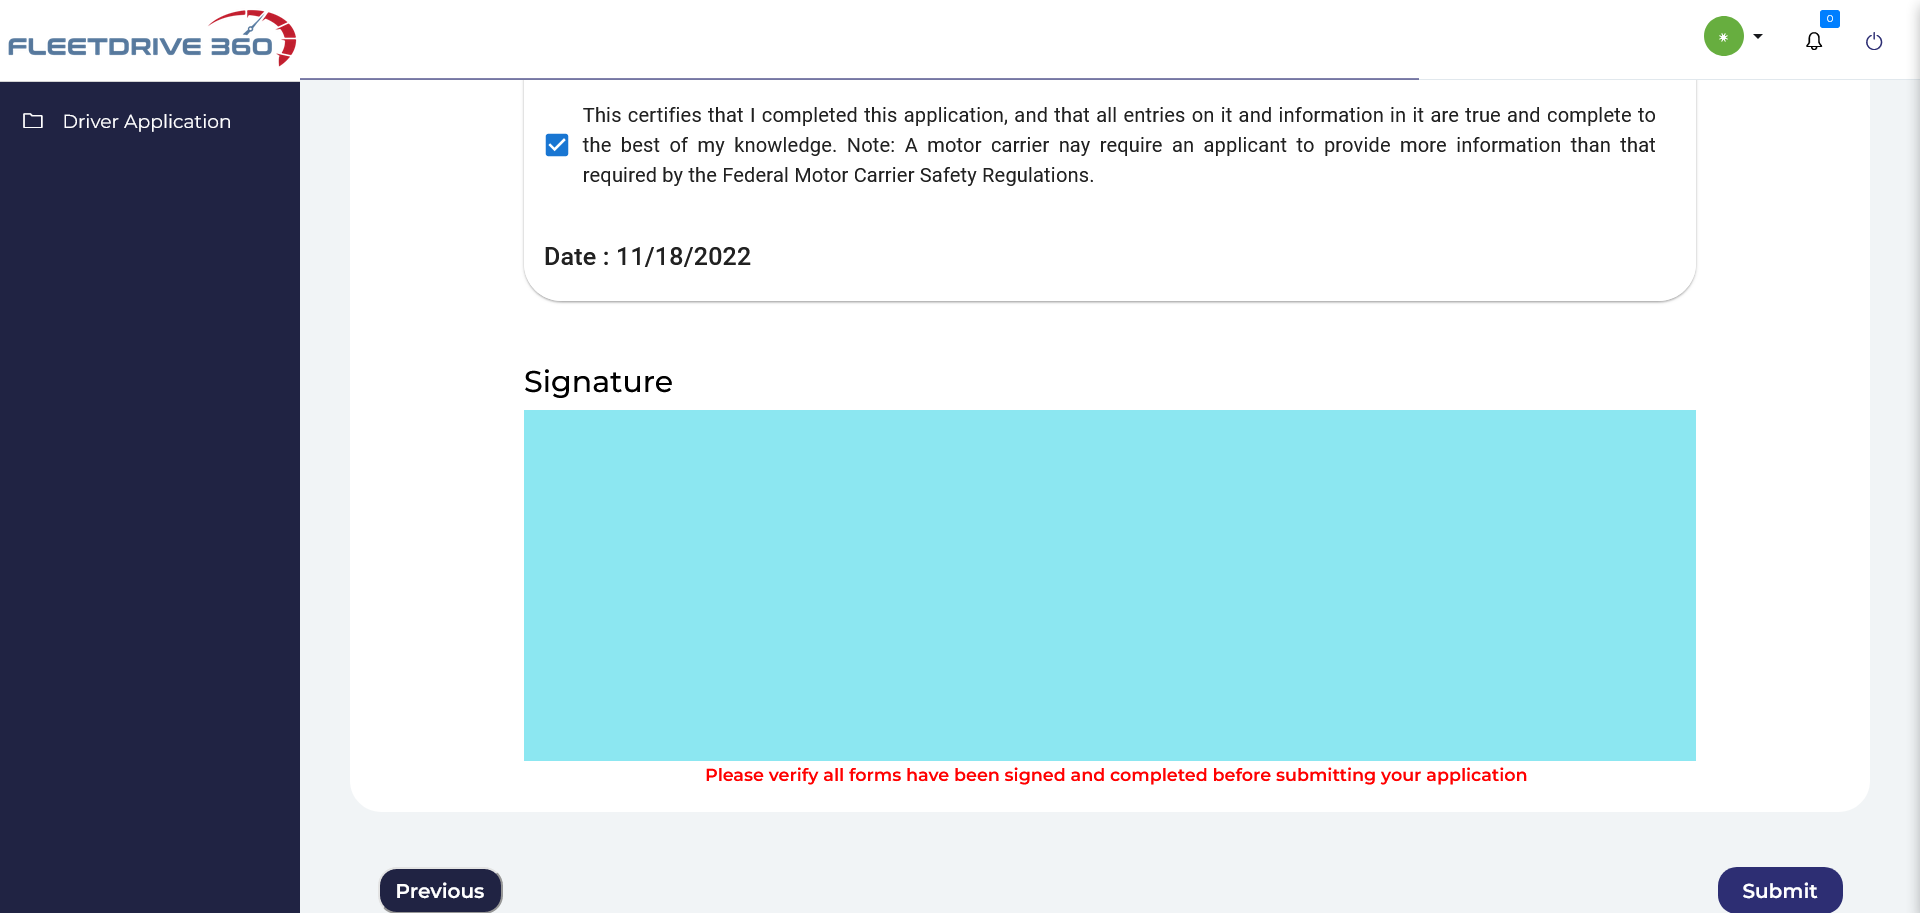 FLEETDRIVE 360
0
Driver Application
This certifies that I completed this application, and that all entries on it and information in it are true and complete to
the best of my knowledge. Note: A motor carrier nay require an applicant to provide more information than that
required by the Federal Motor Carrier Safety Regulations.
Date : 11/18/2022
Signature
Please verify all forms have been signed and completed before submitting your application
Previous
Submit